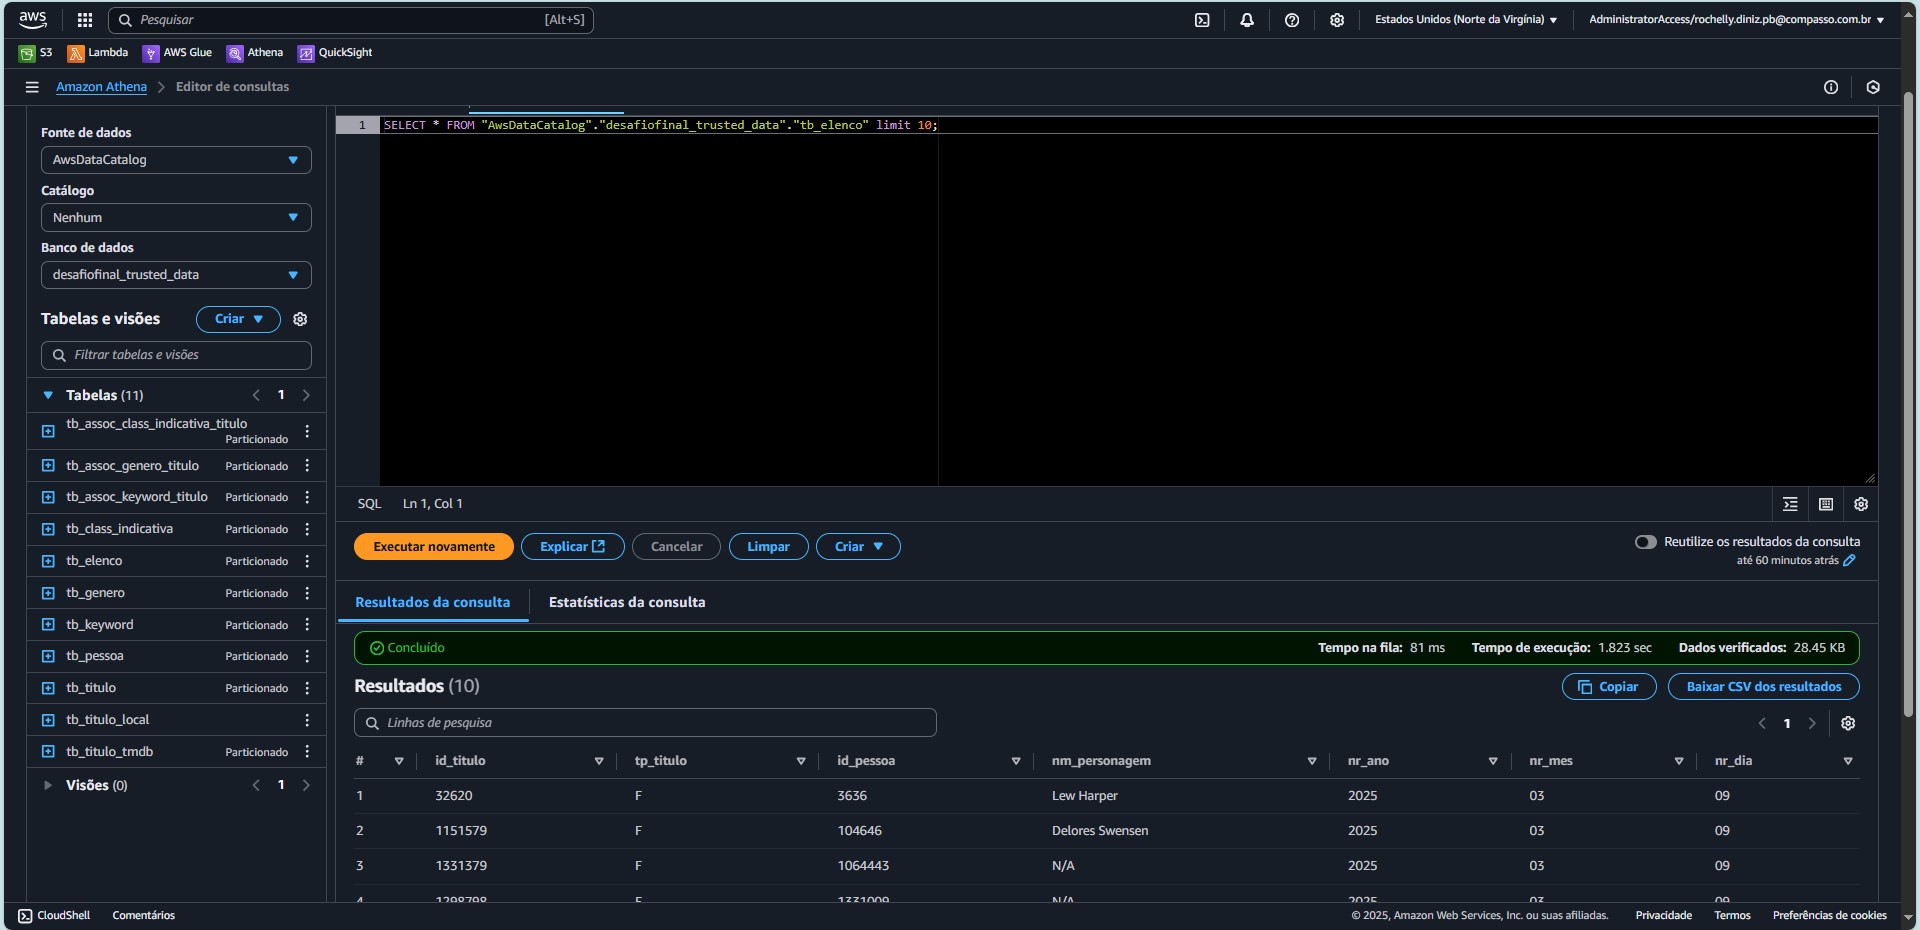 aws
Pesquisar [Alt+S]
Estados Unidos (Norte da Virgínia)
AdministratorAccess/rochelly.diniz.pb@compasso.com.br
S3 Lambda AWS Glue Athena QuickSight
Amazon Athena > Editor de consultas
Fonte de dados
AwsDataCatalog
Catálogo
Nenhum
Banco de dados
desafiofinal_trusted_data
Tabelas e visões Criar
Filtrar tabelas e visões
Tabelas (11) < 1 >
tb_assoc_class_indicativa_titulo
Particionado
tb_assoc_genero_titulo Particionado
tb_assoc_keyword_titulo Particionado
tb_class_indicativa Particionado
tb_elenco Particionado
tb_genero Particionado
tb_keyword Particionado
tb_pessoa Particionado
tb_titulo Particionado
tb_titulo_local
tb_titulo_tmdb Particionado
Visões (0) < 1 >
1 SELECT * FROM "AwsDataCatalog"."desafiofinal_trusted_data"."tb_elenco" limit 10;
SQL Ln 1, Col 1
Executar novamente Explicar Cancelar Limpar Criar
Reutilize os resultados da consulta
até 60 minutos atrás
Resultados da consulta Estatísticas da consulta
Concluído Tempo na fila: 81 ms Tempo de execução: 1.823 sec Dados verificados: 28.45 KB
Resultados (10) Copiar Baixar CSV dos resultados
Linhas de pesquisa < 1 >
# id_titulo tp_titulo id_pessoa nm_personagem nr_ano nr_mes nr_dia
1 32620 F 3636 Lew Harper 2025 03 09
2 1151579 F 104646 Delores Swensen 2025 03 09
3 1331379 F 1064443 N/A 2025 03 09
4 1298798 F 1331009 N/A 2025 03 09
CloudShell Comentários © 2025, Amazon Web Services, Inc. ou suas afiliadas. Privacidade Termos Preferências de cookies